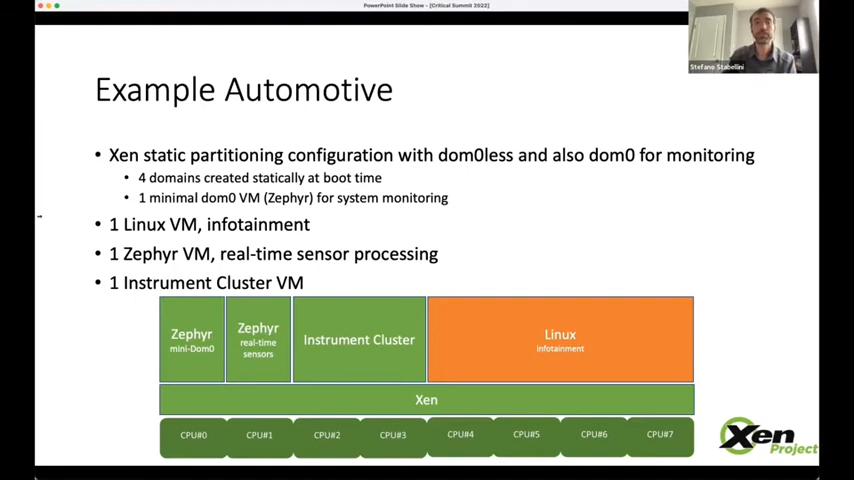 PowerPoint Slide Show - [Critical Summit 2022]
Stefano Stabellini
Example Automotive
• Xen static partitioning configuration with dom0less and also dom0 for monitoring
• 4 domains created statically at boot time
• 1 minimal dom0 VM (Zephyr) for system monitoring
• 1 Linux VM, infotainment
• 1 Zephyr VM, real-time sensor processing
• 1 Instrument Cluster VM
Zephyr
mini-Dom0
Zephyr
real-time
sensors
Instrument Cluster
Linux
infotainment
Xen
CPU#0
CPU#1
CPU#2
CPU#3
CPU#4
CPU#5
CPU#6
CPU#7
Xen
Project